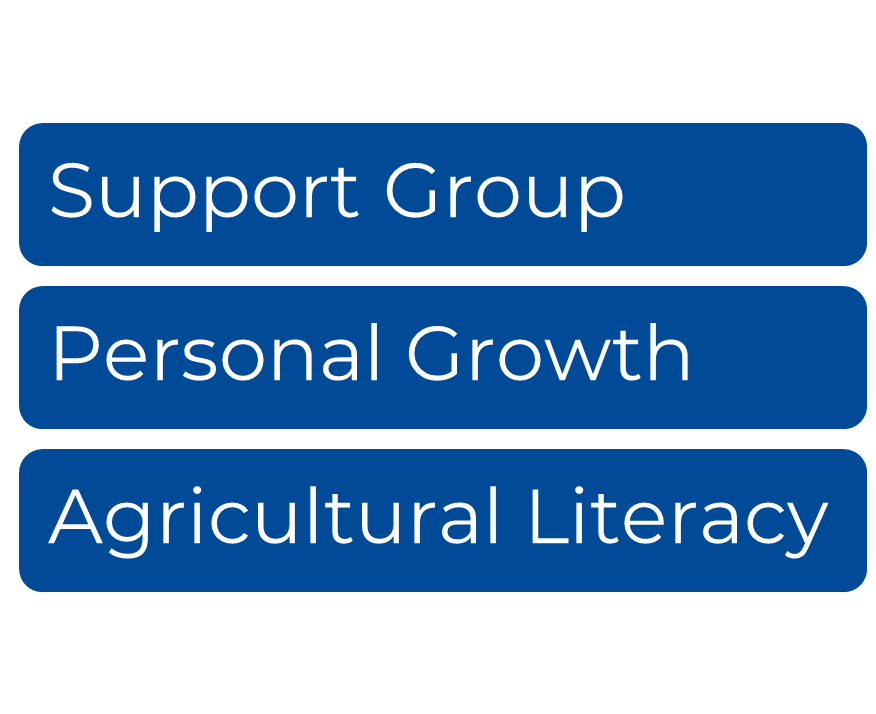 Support Group
Personal Growth
Agricultural Literacy